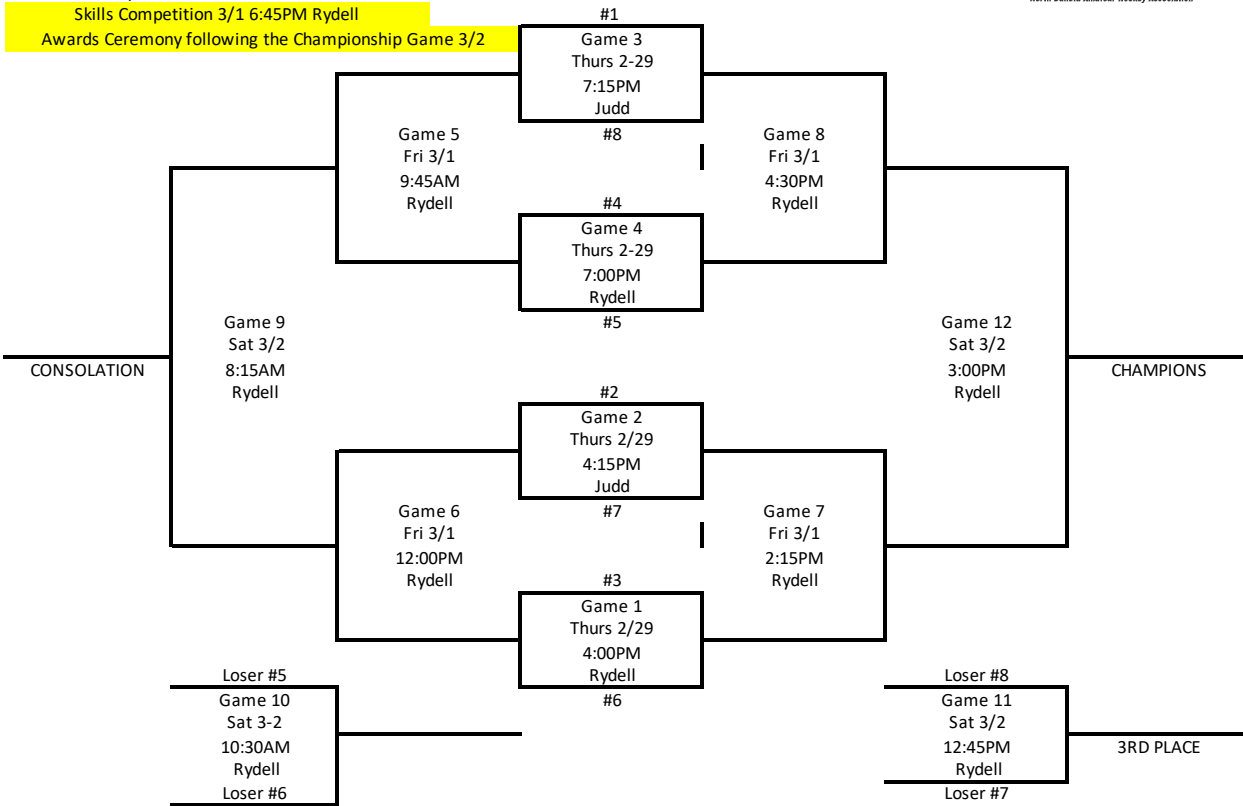 Skills Competition 3/1 6:45PM Rydell
Awards Ceremony following the Championship Game 3/2
#1
Game 3
Thurs 2-29
7:15PM
Judd
#8
Game 5
Fri 3/1
9:45AM
Rydell
Game 8
Fri 3/1
4:30PM
Rydell
#4
Game 4
Thurs 2-29
7:00PM
Rydell
#5
Game 9
Sat 3/2
8:15AM
Rydell
CONSOLATION
Game 12
Sat 3/2
3:00PM
Rydell
CHAMPIONS
#2
Game 2
Thurs 2/29
4:15PM
Judd
#7
Game 6
Fri 3/1
12:00PM
Rydell
Game 7
Fri 3/1
2:15PM
Rydell
#3
Game 1
Thurs 2/29
4:00PM
Rydell
#6
Loser #5
Game 10
Sat 3-2
10:30AM
Rydell
Loser #6
Loser #8
Game 11
Sat 3/2
12:45PM
Rydell
Loser #7
3RD PLACE